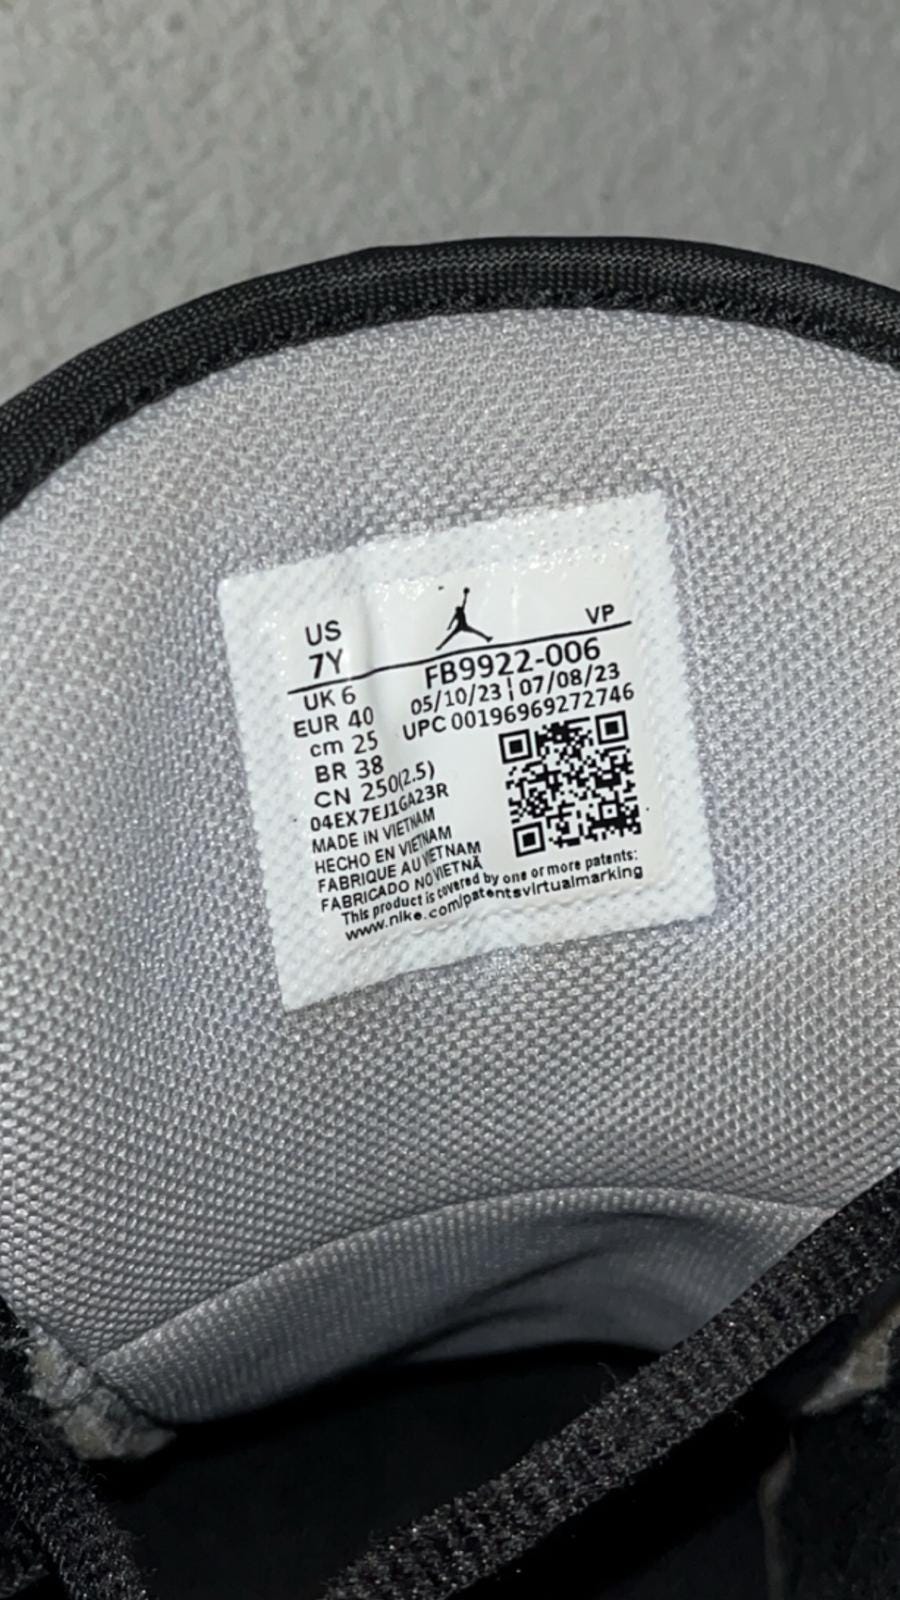 US
7Y
VP
UK 6
EUR 40
cm 25
BR 38
CN 250(2.5)
FB9922-006
05/10/23 | 07/08/23
UPC 00196969272746
04EX7EJ1GA23R
MADE IN VIETNAM
HECHO EN VIETNAM
FABRIQUE AU VIETNAM
FABRICADO NO VIETNÃ
This product is covered by one or more patents:
www.nike.com/patentsvirtualmarking